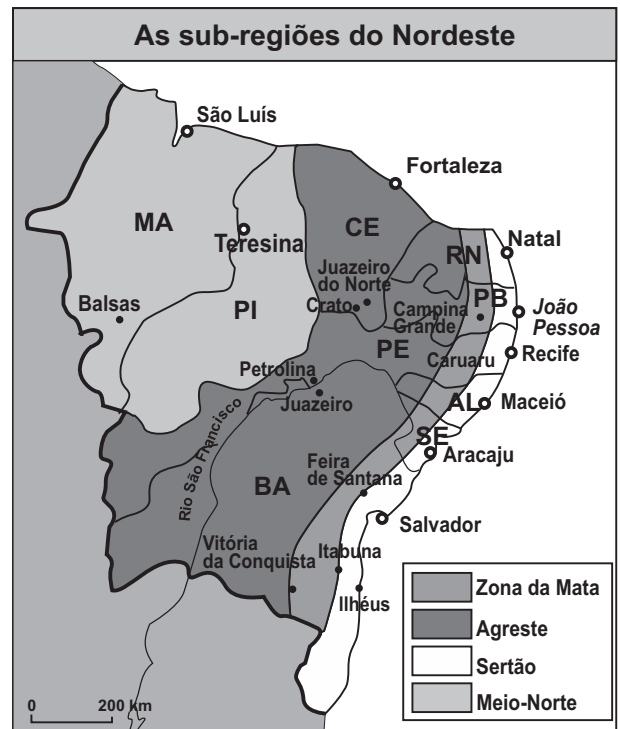 As sub-regiões do Nordeste
São Luís
Fortaleza
MA
CE
Teresina
RN
Natal
Juazeiro
do Norte
Balsas
Crato
Campina
Grande
PB
João
Pessoa
PI
PE
Caruaru
Recife
Petrolina
Juazeiro
AL
Maceió
Rio São Francisco
SE
Aracaju
BA
Feira
de Santana
Salvador
Vitória
da Conquista
Itabuna
Ilhéus
Zona da Mata
Agreste
Sertão
Meio-Norte
0 200 km